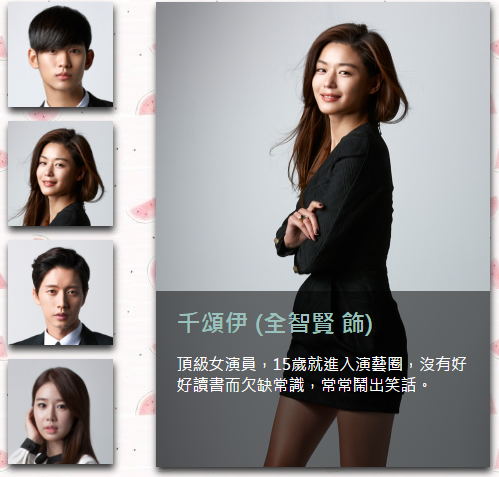 千頌伊 (全智賢 飾)
頂級女演員，15歲就進入演藝圈，沒有好
好讀書而欠缺常識，常常鬧出笑話。